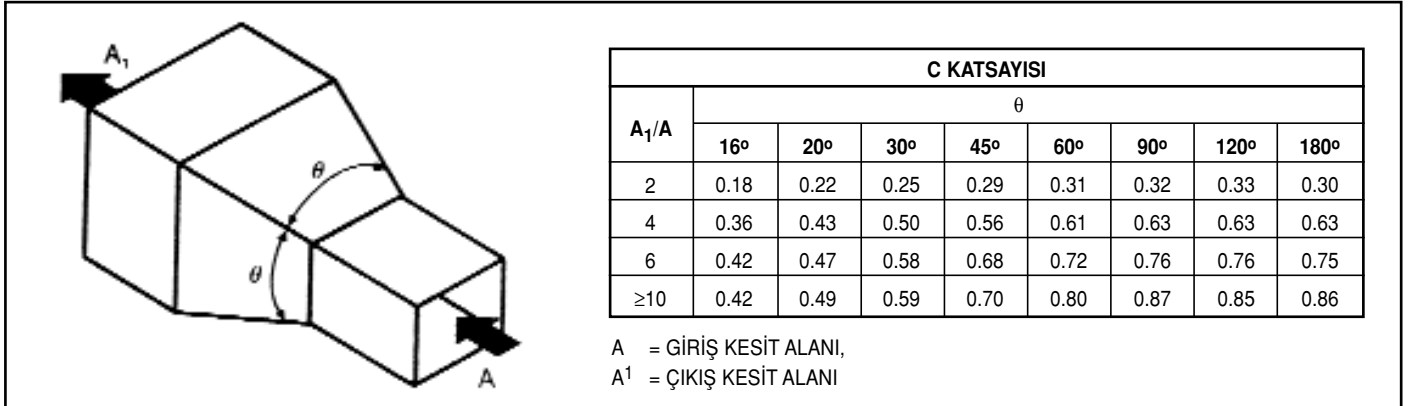 A₁
θ
θ
A
C KATSAYISI
A₁/A
θ
16º 20º 30º 45º 60º 90º 120º 180º
2 0.18 0.22 0.25 0.29 0.31 0.32 0.33 0.30
4 0.36 0.43 0.50 0.56 0.61 0.63 0.63 0.63
6 0.42 0.47 0.58 0.68 0.72 0.76 0.76 0.75
≥10 0.42 0.49 0.59 0.70 0.80 0.87 0.85 0.86
A = GİRİŞ KESİT ALANI,
A¹ = ÇIKIŞ KESİT ALANI